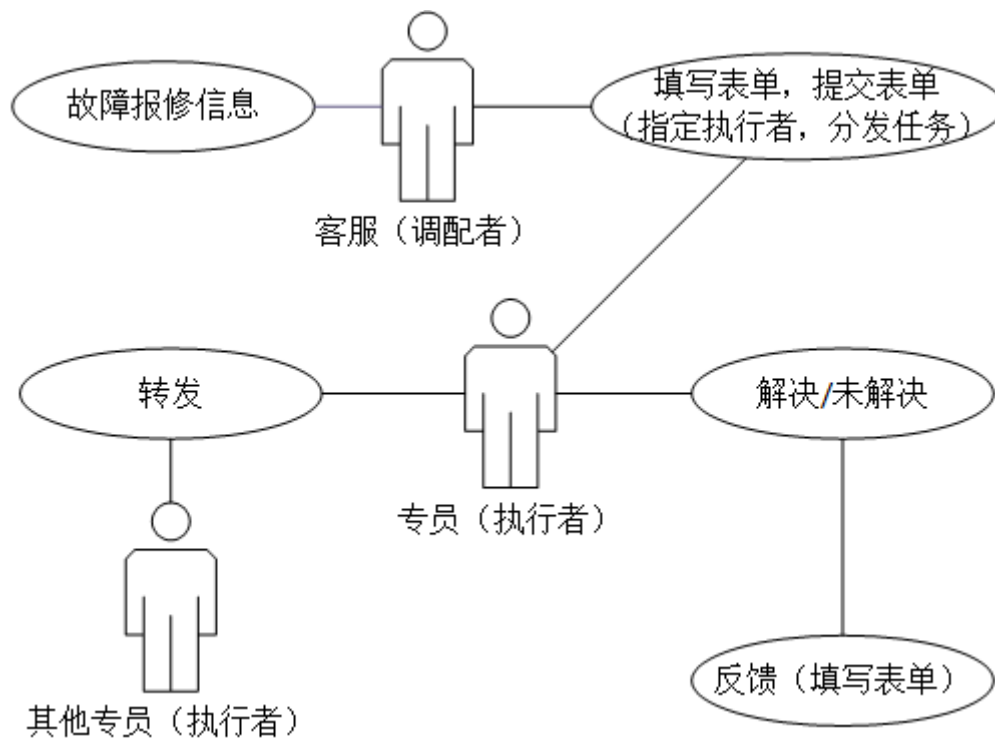 故障报修信息
填写表单，提交表单
（指定执行者，分发任务）
客服（调配者）
转发
解决/未解决
专员（执行者）
反馈（填写表单）
其他专员（执行者）